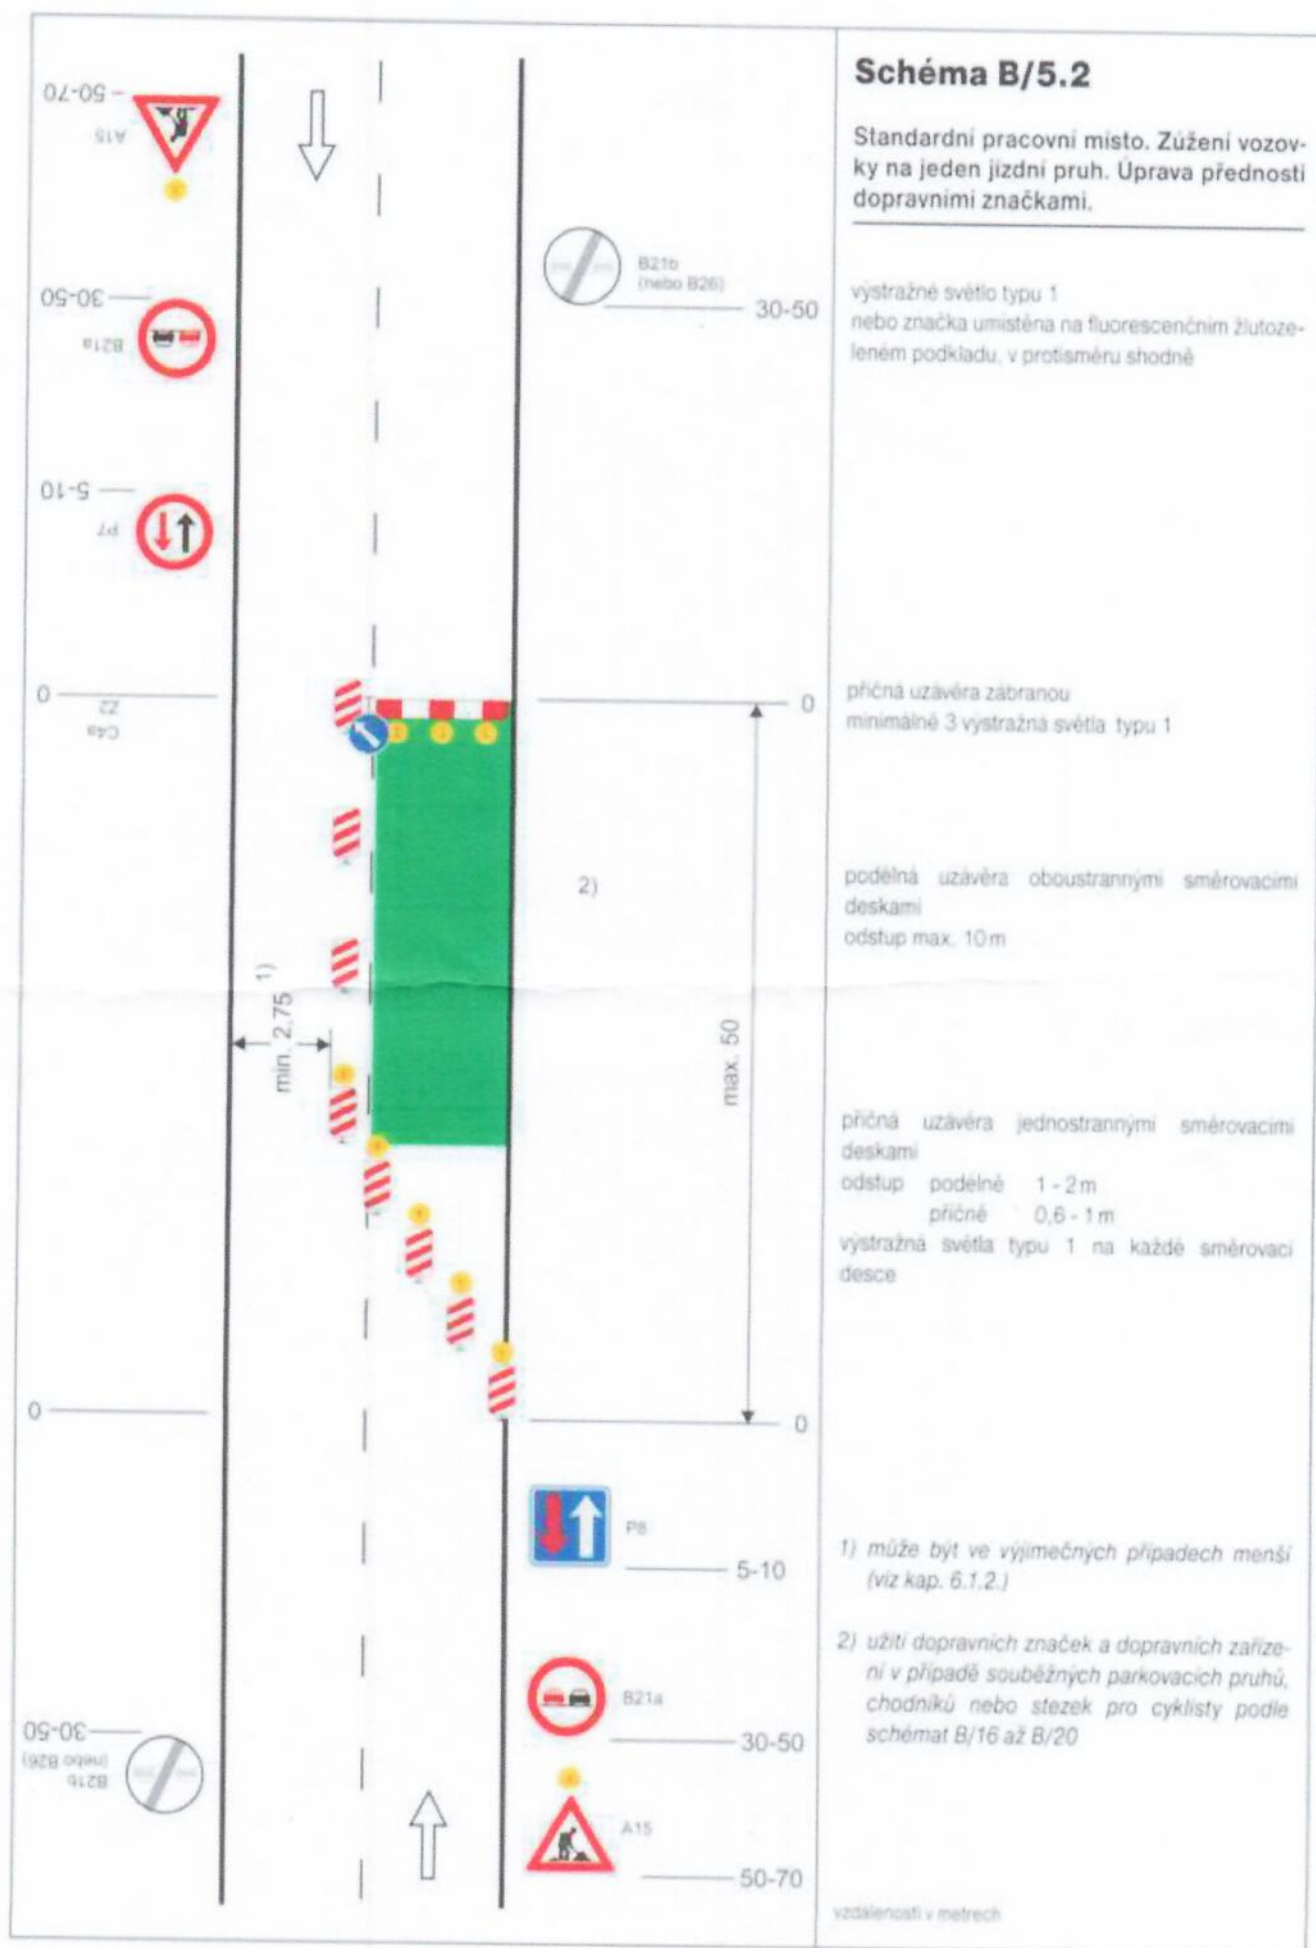 Schéma B/5.2
Standardní pracovní místo. Zúžení vozov-
ky na jeden jízdní pruh. Úprava přednosti
dopravními značkami.
výstražné světlo typu 1
nebo značka umístěna na fluorescenčním žlutoze-
leném podkladu, v protisměru shodně
příčná uzávěra zábranou
minimálně 3 výstražná světla typu 1
podélná uzávěra oboustrannými směrovacími
deskami
odstup max. 10 m
příčná uzávěra jednostrannými směrovacími
deskami
odstup podélně 1 - 2 m
příčně 0,6 - 1 m
výstražná světla typu 1 na každé směrovací
desce
1) může být ve výjimečných případech menší
(viz kap. 6.1.2.)
2) užití dopravních značek a dopravních zaříze-
ní v případě souběžných parkovacích pruhů,
chodníků nebo stezek pro cyklisty podle
schémat B/16 až B/20
vzdálenosti v metrech
50-70
A15
30-50
B21a
5-10
P7
0
C4a
Z2
0
30-50
B21b
(nebo B26)
B21b
(nebo B26)
30-50
0
2)
min. 2,75 1)
max. 50
0
P8
5-10
B21a
30-50
A15
50-70